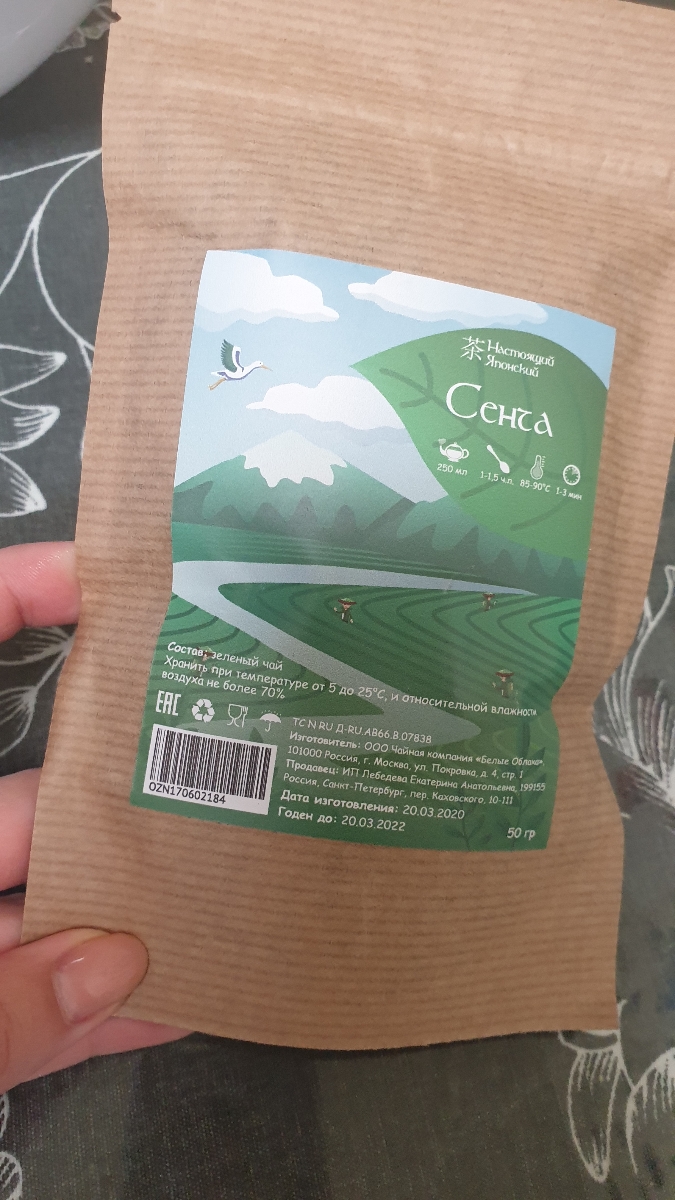 茶 Настоящий
Японский
Сенча
250 мл 1-1,5 ч.л. 85-90°C 1-3 мин
Состав: зеленый чай
Хранить при температуре от 5 до 25°C, и относительной влажности
воздуха не более 70%
EAC
OZN170602184
ТС N RU Д-RU.АВ66.В.07838
Изготовитель: ООО Чайная компания «Белые Облака»
101000 Россия, г. Москва, ул. Покровка, д. 4, стр. 1
Продавец: ИП Лебедева Екатерина Анатольевна, 199155
Россия, Санкт-Петербург, пер. Каховского, 10-111
Дата изготовления: 20.03.2020
Годен до: 20.03.2022
50 гр